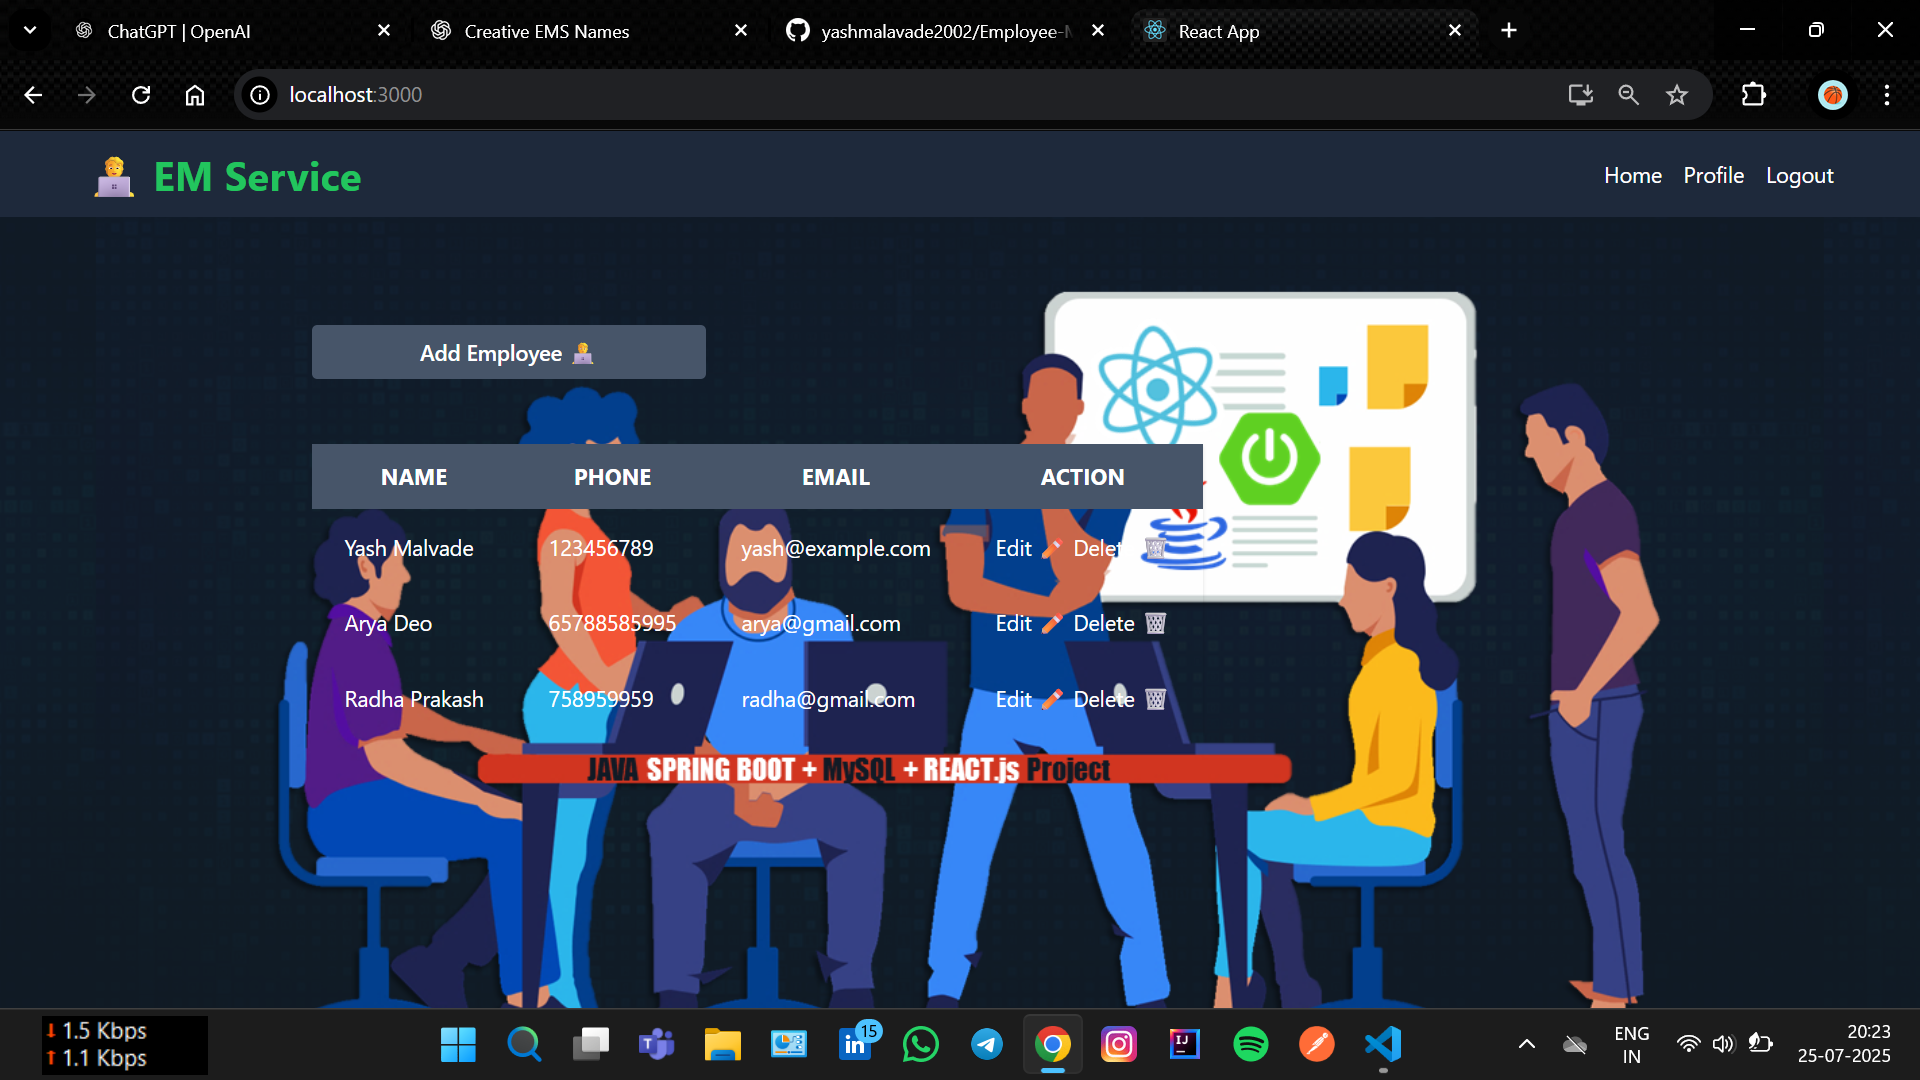 ChatGPT | OpenAI
Creative EMS Names
yashmalavade2002/Employee-M
React App
localhost:3000
EM Service
Home Profile Logout
Add Employee
NAME PHONE EMAIL ACTION
Yash Malvade 123456789 yash@example.com Edit Delete
Arya Deo 65788585995 arya@gmail.com Edit Delete
Radha Prakash 758959959 radha@gmail.com Edit Delete
JAVA SPRING BOOT + MySQL + REACT.js Project
↓ 1.5 Kbps
↑ 1.1 Kbps
15
ENG
IN
20:23
25-07-2025